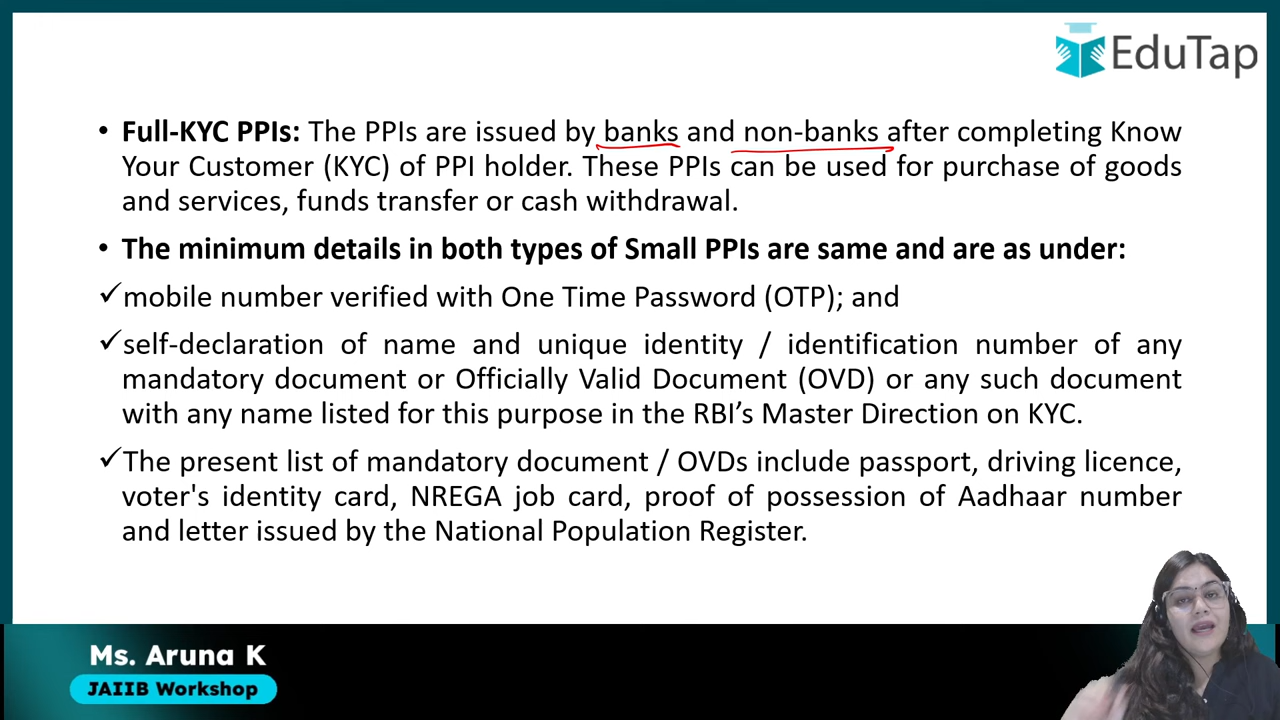 EduTap
• Full-KYC PPIs: The PPIs are issued by banks and non-banks after completing Know
Your Customer (KYC) of PPI holder. These PPIs can be used for purchase of goods
and services, funds transfer or cash withdrawal.
• The minimum details in both types of Small PPIs are same and are as under:
✓mobile number verified with One Time Password (OTP); and
✓self-declaration of name and unique identity / identification number of any
mandatory document or Officially Valid Document (OVD) or any such document
with any name listed for this purpose in the RBI’s Master Direction on KYC.
✓The present list of mandatory document / OVDs include passport, driving licence,
voter's identity card, NREGA job card, proof of possession of Aadhaar number
and letter issued by the National Population Register.
Ms. Aruna K
JAIIB Workshop